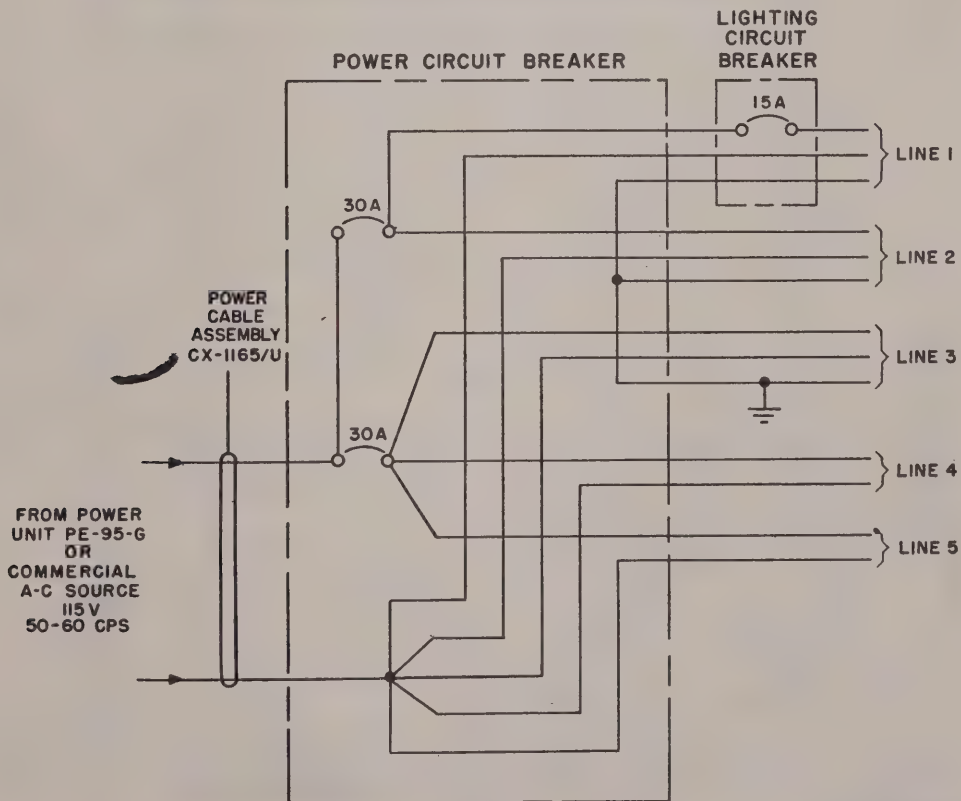 POWER CIRCUIT BREAKER
LIGHTING
CIRCUIT
BREAKER
15A
LINE 1
30A
LINE 2
POWER
CABLE
ASSEMBLY
CX-1165/U
LINE 3
30A
LINE 4
FROM POWER
UNIT PE-95-G
OR
COMMERCIAL
A-C SOURCE
115V
50-60 CPS
LINE 5